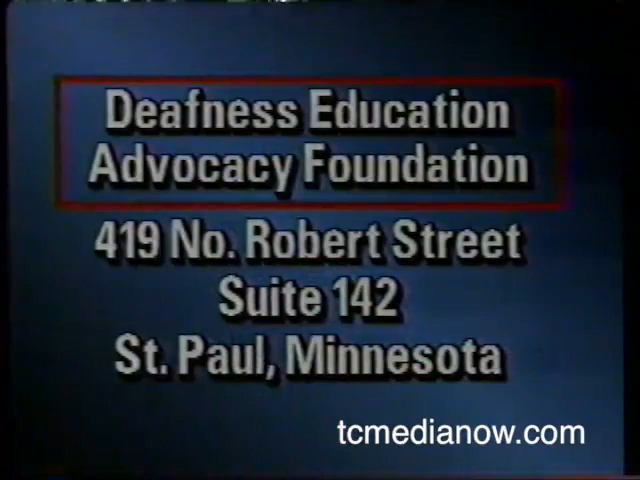 Deafness Education
Advocacy Foundation
419 No. Robert Street
Suite 142
St. Paul, Minnesota
tcmedianow.com